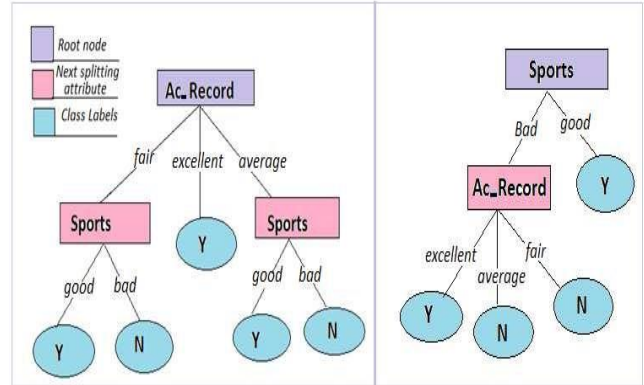 Root node
Next splitting
attribute
Class Labels
Ac_Record
fair
excellent
average
Sports
Sports
Y
good
bad
good
bad
Y
N
Y
N
Sports
Bad
good
Ac_Record
Y
excellent
average
fair
Y
N
N